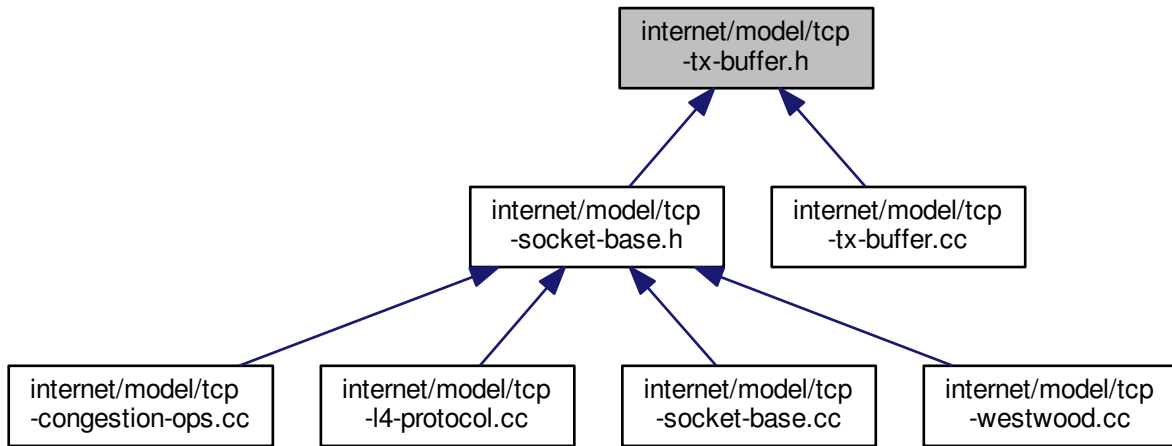 internet/model/tcp
-tx-buffer.h
internet/model/tcp
-socket-base.h
internet/model/tcp
-tx-buffer.cc
internet/model/tcp
-congestion-ops.cc
internet/model/tcp
-l4-protocol.cc
internet/model/tcp
-socket-base.cc
internet/model/tcp
-westwood.cc